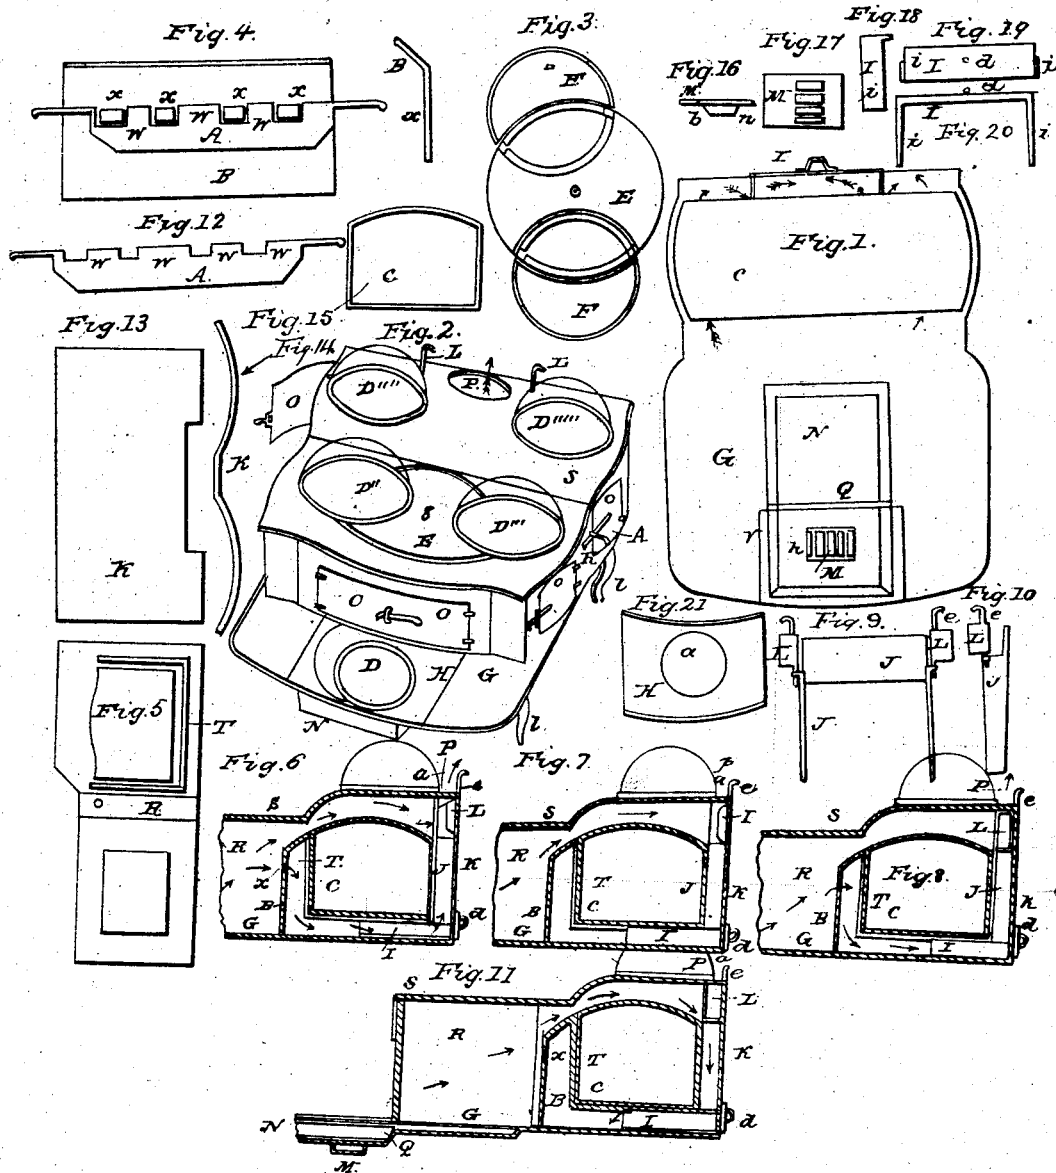 Fig. 4.
x x x x
W W W W
A.
B
B
x
Fig. 3.
F
E
F
Fig. 16
M.
b n
Fig. 17
M
Fig. 18
I
i
Fig. 19
i I a i
d
I
Fig. 20
i i
Fig. 12
W W W W
A.
C
Fig. 15
Fig. 1.
I
C
G
N
Q
r
h
M
Fig. 13
K
Fig. 14
K
Fig. 2.
L
L
P.
O
D""
D""'
S
D"
D"'
8
E
A
R
l
O O
D
H
G
N
l
Fig. 21
a
H
Fig. 9.
L
e
L
J
J
Fig. 10
e
L
J
Fig. 5
T
R
Fig. 6
a P e
S
L
R
T.
C
x
B
J
K
G
I
d
Fig. 7
p
a e
S
I
R
T
C
J
K
B
G
I
d
Fig. 8.
P e
S
L
R
T C
J
k
B
G
I
d
Fig. 11
a
P e
S
L
R
x
T
C
K
B
G
I
d
N
Q
M.